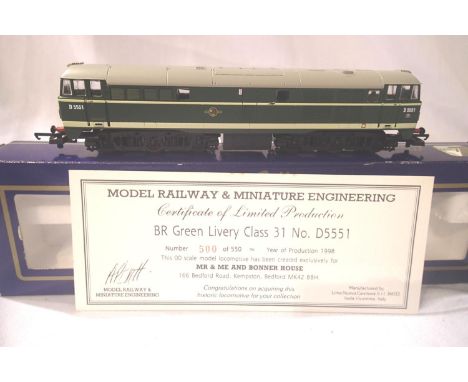 D 5551
D 5551
MODEL RAILWAY & MINIATURE ENGINEERING
Certificate of Limited Production
BR Green Livery Class 31 No. D5551
Number 500 of 550 Year of Production 1998
This 00 scale model locomotive has been created exclusively for
MR & ME AND BONNER HOUSE
166 Bedford Road, Kempston, Bedford MK42 8BH
Congratulations on acquiring this
historic locomotive for your collection
MODEL RAILWAY &
MINIATURE ENGINEERING
Manufactured by
Italy